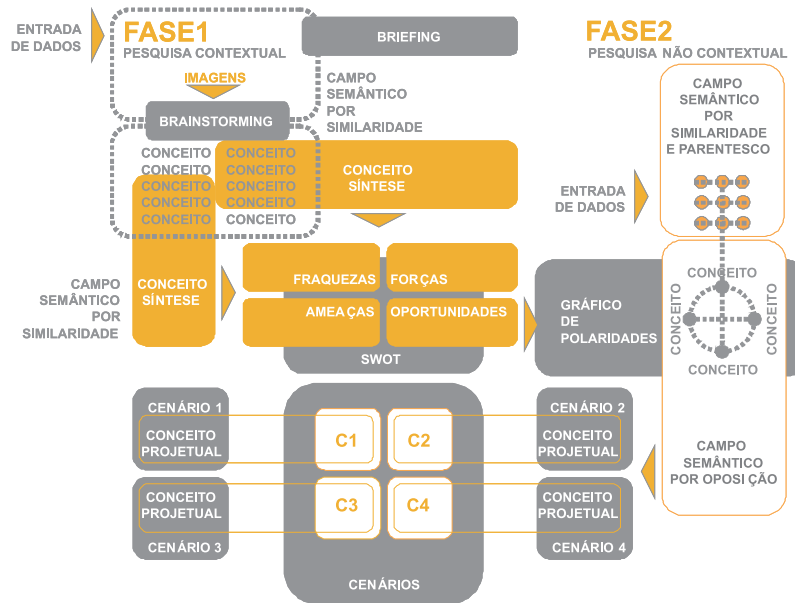 ENTRADA
DE DADOS
FASE1
PESQUISA CONTEXTUAL
BRIEFING
FASE2
PESQUISA NÃO CONTEXTUAL
IMAGENS
CAMPO
SEMÂNTICO
POR
SIMILARIDADE
BRAINSTORMING
CONCEITO CONCEITO
CONCEITO CONCEITO
CONCEITO CONCEITO
CONCEITO CONCEITO
CONCEITO CONCEITO
CONCEITO
SÍNTESE
CAMPO
SEMÂNTICO
POR
SIMILARIDADE
E PARENTESCO
ENTRADA
DE DADOS
CAMPO
SEMÂNTICO
POR
SIMILARIDADE
CONCEITO
SÍNTESE
FRAQUEZAS
FORÇAS
AMEAÇAS
OPORTUNIDADES
SWOT
GRÁFICO
DE
POLARIDADES
CONCEITO
CONCEITO
CONCEITO
CONCEITO
CENÁRIO 1
CONCEITO
PROJETUAL
C1
C2
CENÁRIO 2
CONCEITO
PROJETUAL
CAMPO
SEMÂNTICO
POR OPOSIÇÃO
CONCEITO
PROJETUAL
CENÁRIO 3
C3
C4
CONCEITO
PROJETUAL
CENÁRIO 4
CENÁRIOS